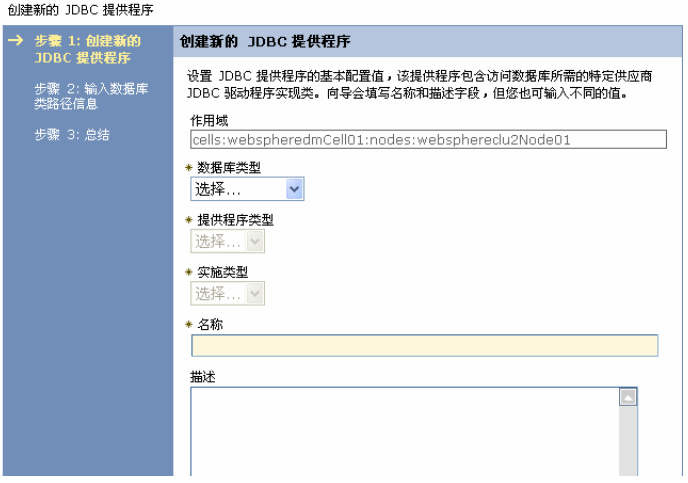 创建新的 JDBC 提供程序
步骤 1: 创建新的
JDBC 提供程序
步骤 2: 输入数据库
类路径信息
步骤 3: 总结
创建新的 JDBC 提供程序
设置 JDBC 提供程序的基本配置值，该提供程序包含访问数据库所需的特定供应商
JDBC 驱动程序实现类。向导会填写名称和描述字段，但您也可输入不同的值。
作用域
cells:webspheredmCell01:nodes:websphereclu2Node01
* 数据库类型
选择...
* 提供程序类型
选择...
* 实施类型
选择...
* 名称
描述